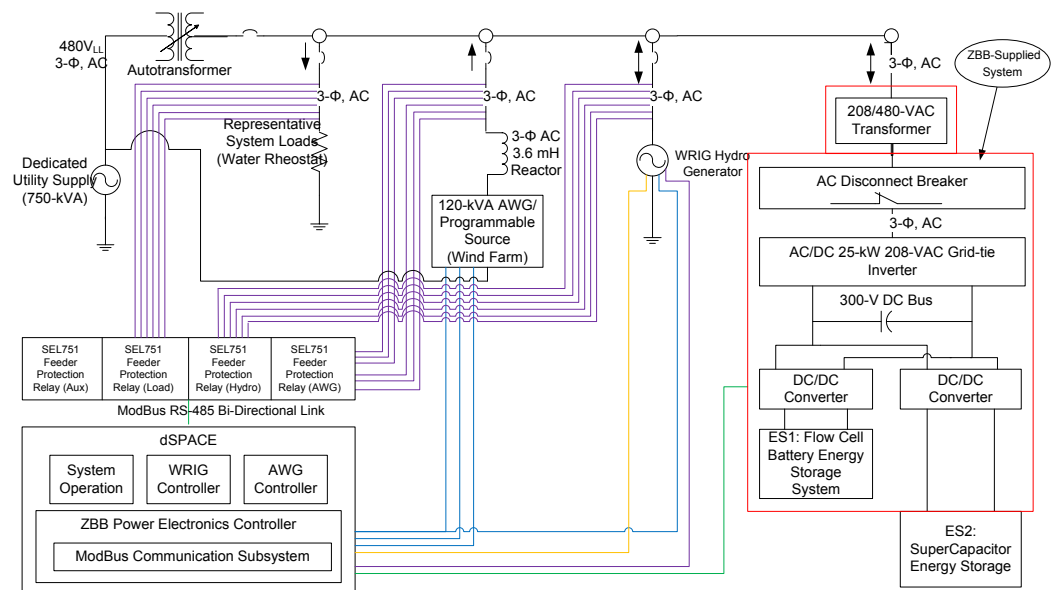 480V_LL
3-Φ, AC
Autotransformer
Dedicated
Utility Supply
(750-kVA)
3-Φ, AC
Representative
System Loads
(Water Rheostat)
3-Φ, AC
3-Φ AC
3.6 mH
Reactor
120-kVA AWG/
Programmable
Source
(Wind Farm)
3-Φ, AC
WRIG Hydro
Generator
3-Φ, AC
ZBB-Supplied
System
208/480-VAC
Transformer
AC Disconnect Breaker
3-Φ, AC
AC/DC 25-kW 208-VAC Grid-tie
Inverter
300-V DC Bus
DC/DC
Converter
DC/DC
Converter
ES1: Flow Cell
Battery Energy
Storage
System
ES2:
SuperCapacitor
Energy Storage
SEL751
Feeder
Protection
Relay (Aux)
SEL751
Feeder
Protection
Relay (Load)
SEL751
Feeder
Protection
Relay (Hydro)
SEL751
Feeder
Protection
Relay (AWG)
ModBus RS-485 Bi-Directional Link
dSPACE
System
Operation
WRIG
Controller
AWG
Controller
ZBB Power Electronics Controller
ModBus Communication Subsystem